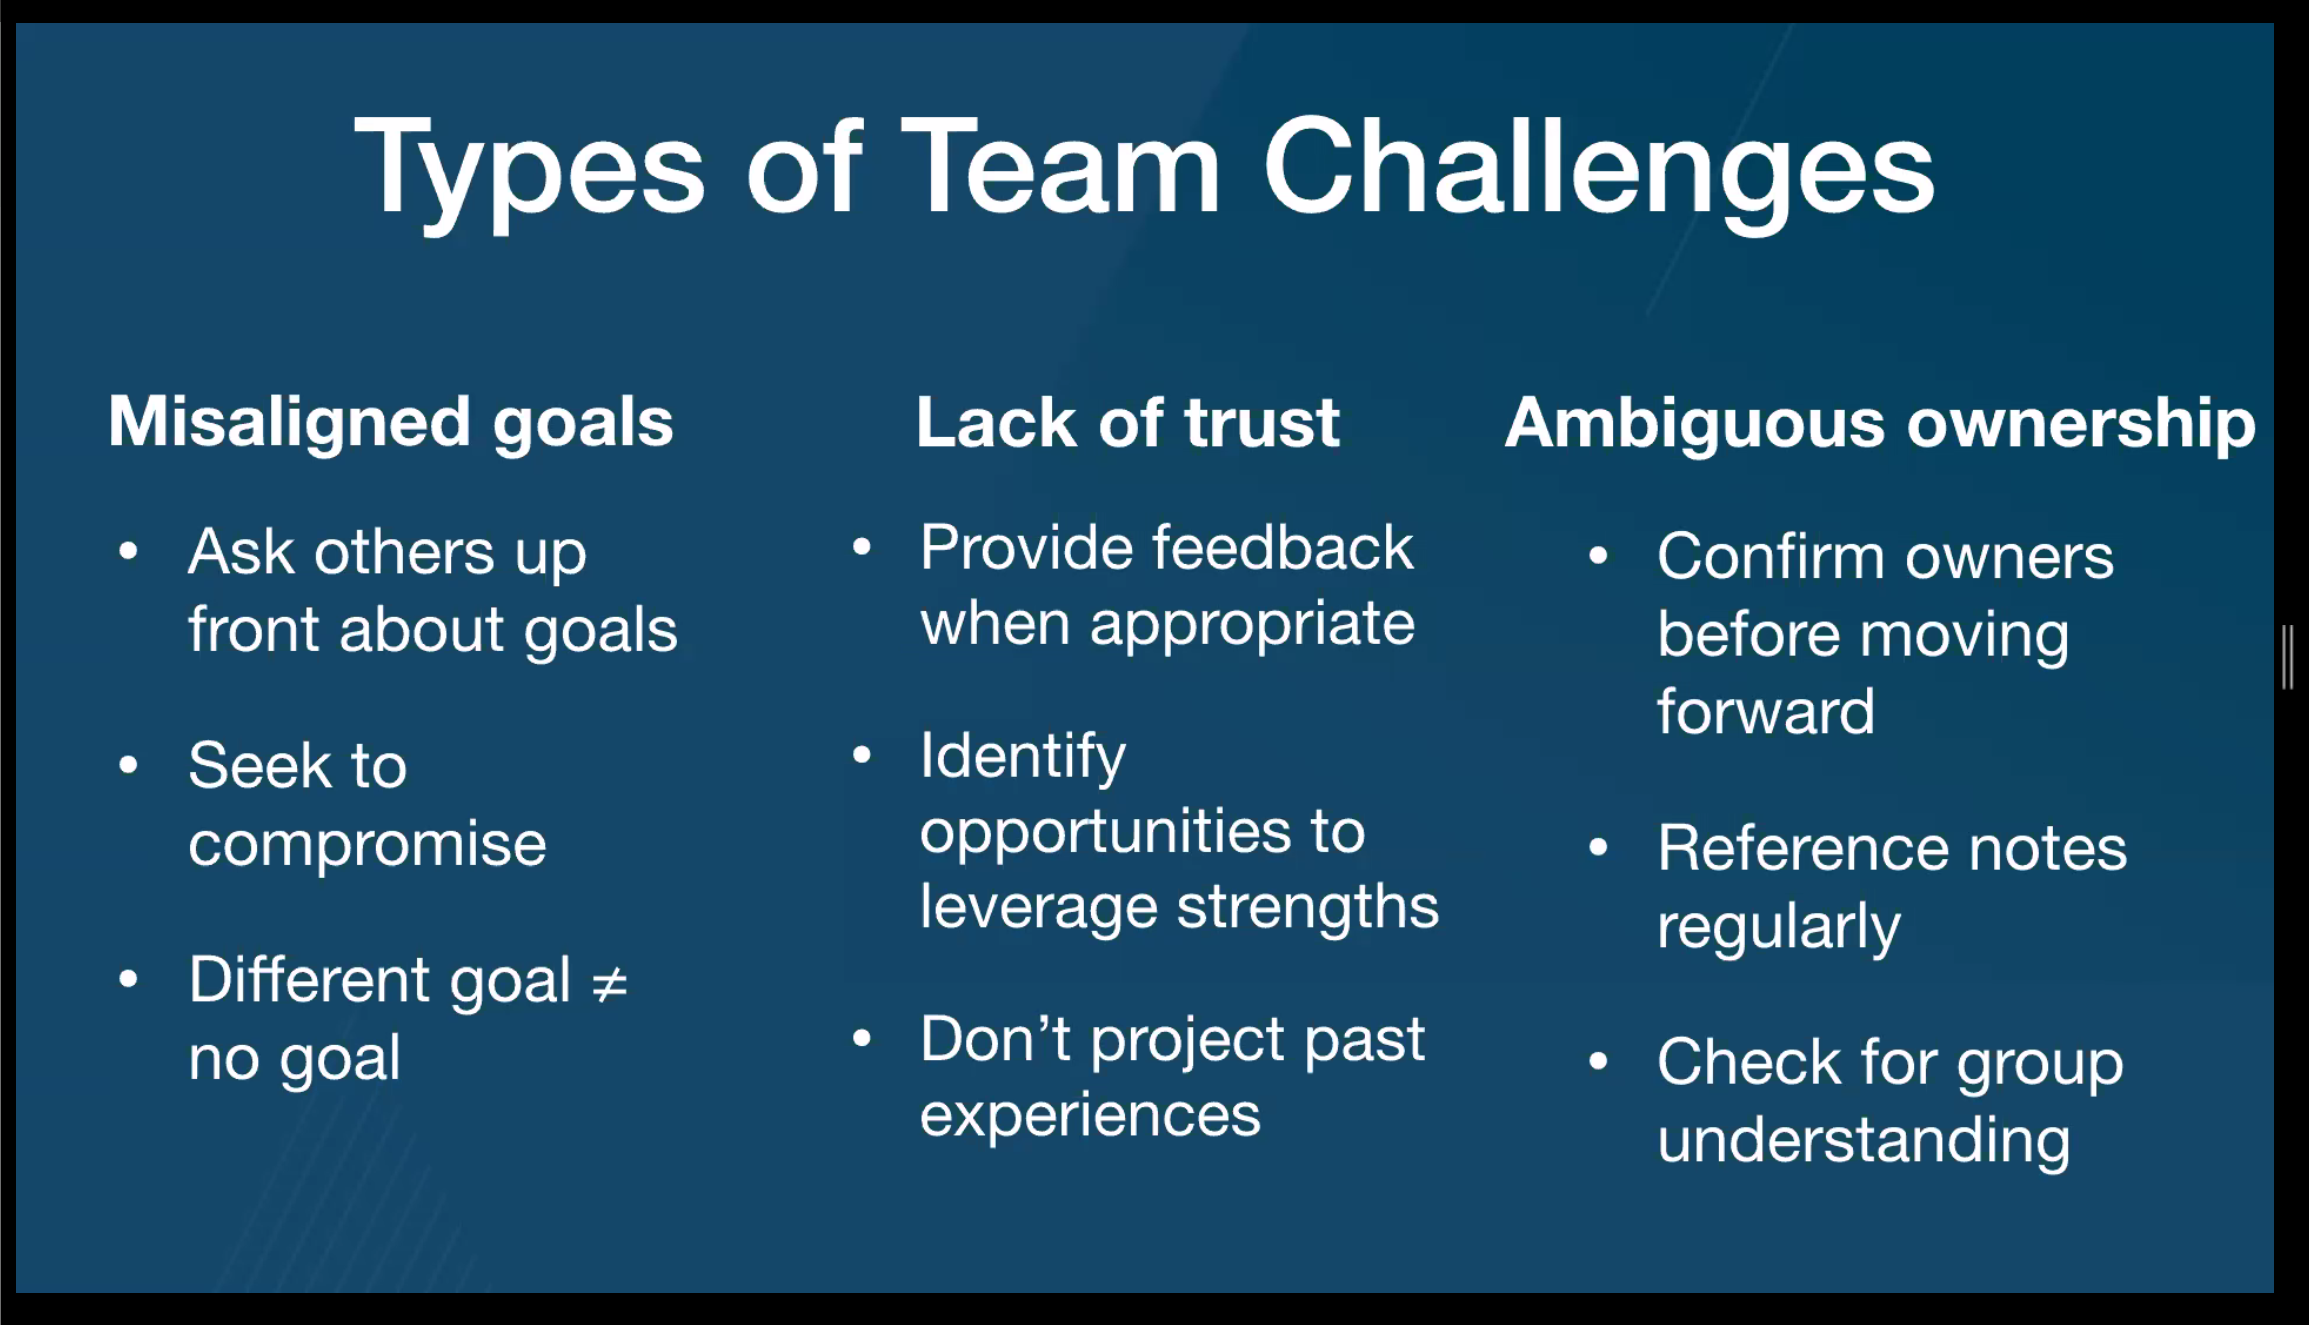 Types of Team Challenges
Misaligned goals
• Ask others up
front about goals
• Seek to
compromise
• Different goal ≠
no goal
Lack of trust
• Provide feedback
when appropriate
• Identify
opportunities to
leverage strengths
• Don’t project past
experiences
Ambiguous ownership
• Confirm owners
before moving
forward
• Reference notes
regularly
• Check for group
understanding